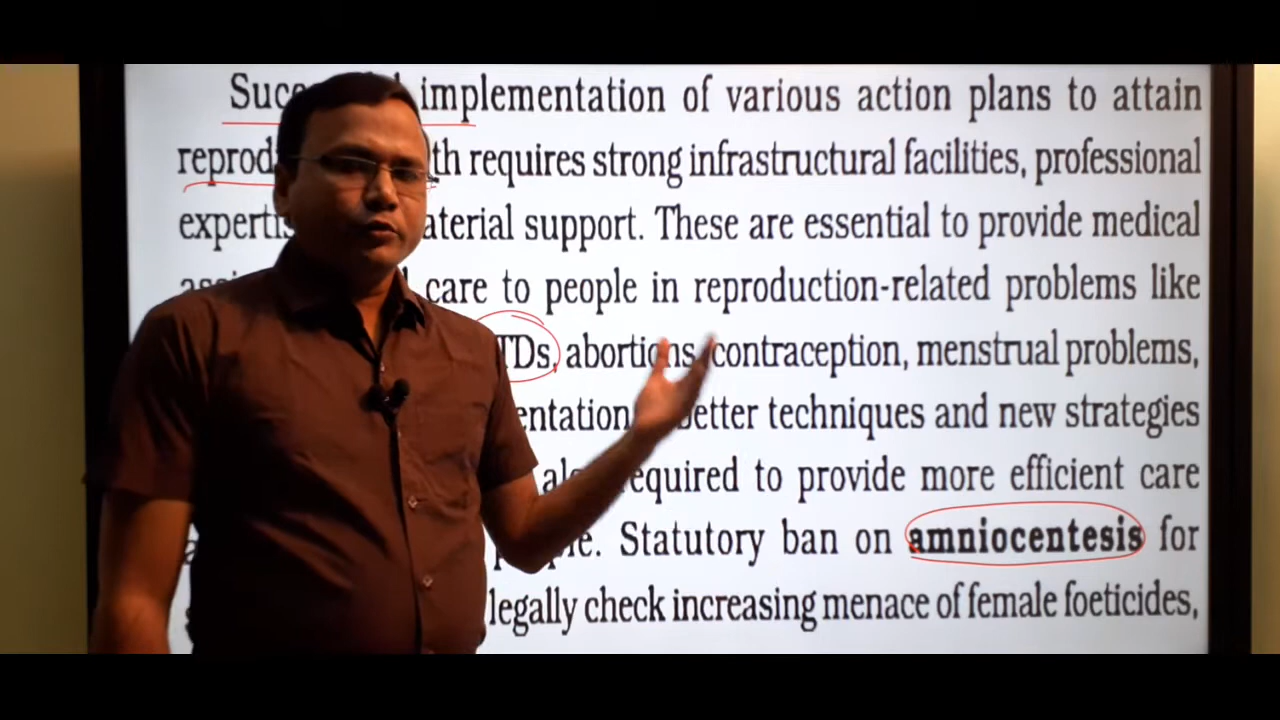 Suc implementation of various action plans to attain
reprod th requires strong infrastructural facilities, professional
experti aterial support. These are essential to provide medical
care to people in reproduction-related problems like
TDs, abortions, contraception, menstrual problems,
entation better techniques and new strategies
required to provide more efficient care
Statutory ban on amniocentesis for
legally check increasing menace of female foeticides,